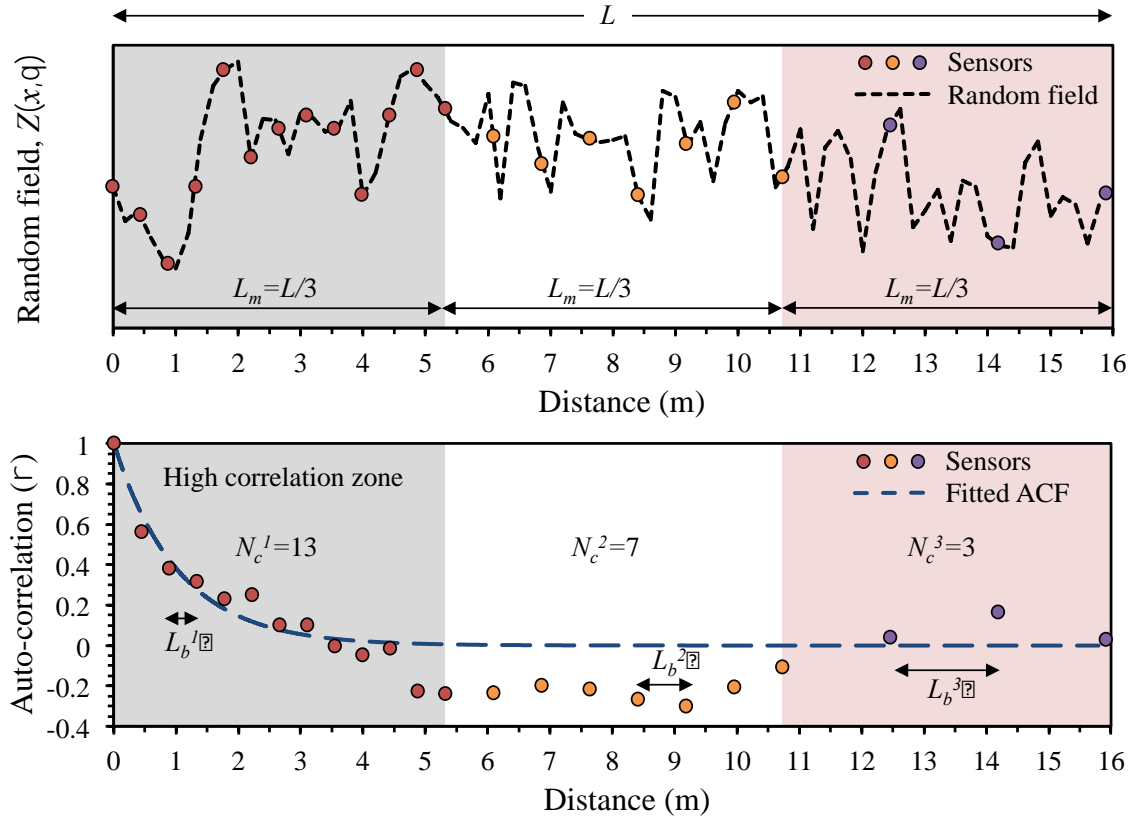 L
Random field, Z(x,q)
Sensors
Random field
L_m=L/3 L_m=L/3 L_m=L/3
0 1 2 3 4 5 6 7 8 9 10 11 12 13 14 15 16
Distance (m)
Auto-correlation (r)
1
0.8
0.6
0.4
0.2
0
-0.2
-0.4
High correlation zone
Sensors
Fitted ACF
N_c^1=13 N_c^2=7 N_c^3=3
L_b^1 L_b^2 L_b^3
0 1 2 3 4 5 6 7 8 9 10 11 12 13 14 15 16
Distance (m)